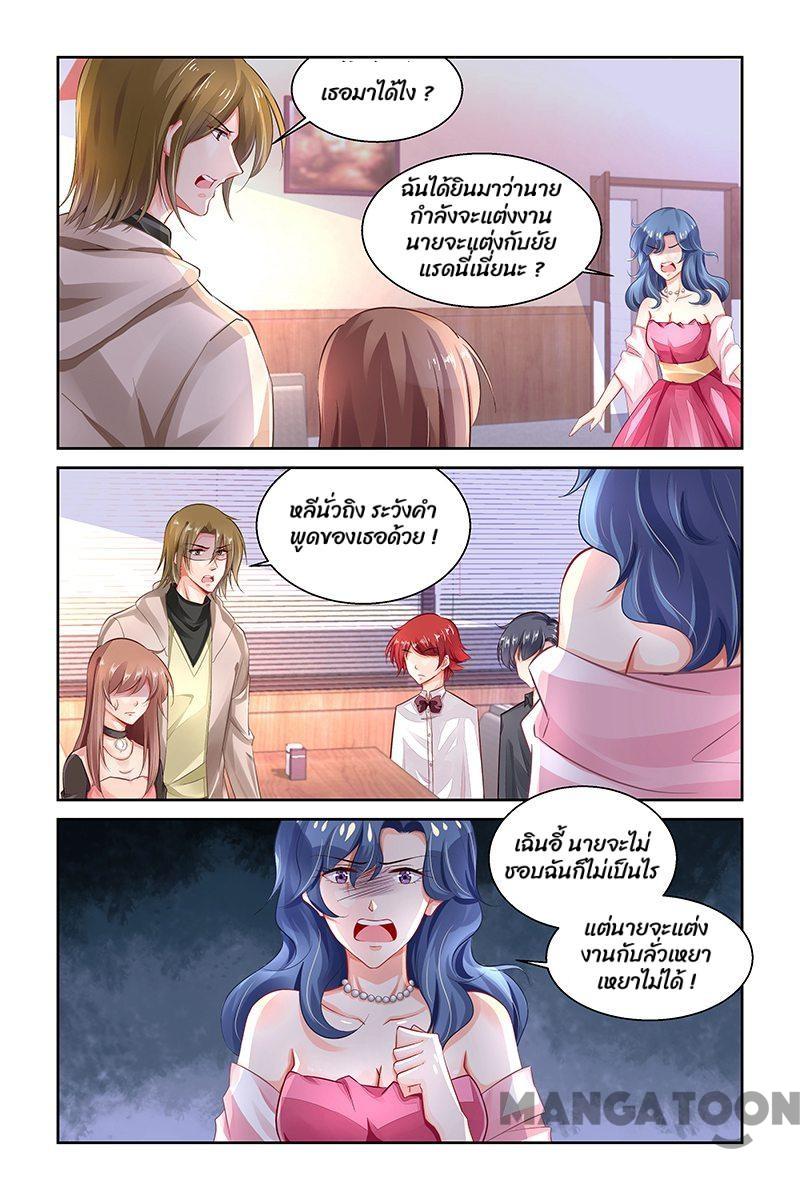 เธอมาได้ไง ?
ฉันได้ยินมาว่านาย
กำลังจะแต่งงาน
นายจะแต่งกับยัย
แรดนี่เนี่ยนะ ?
หลีนั่วถิง ระวังคำ
พูดของเธอด้วย !
เฉินอี้ นายจะไม่
ชอบฉันก็ไม่เป็นไร
แต่นายจะแต่ง
งานกับลั่วเหยา
เหยาไม่ได้ !
MANGATOON